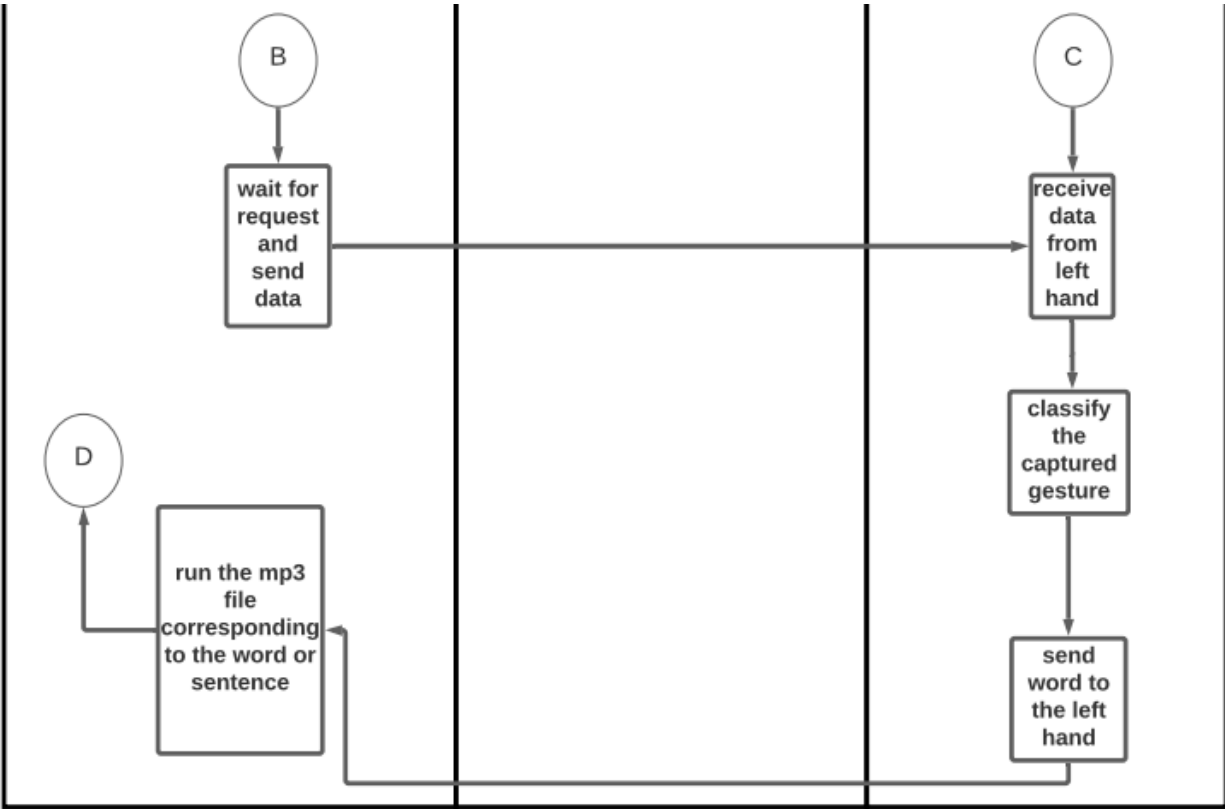 B
C
wait for
request
and
send
data
receive
data
from
left
hand
classify
the
captured
gesture
D
run the mp3
file
corresponding
to the word or
sentence
send
word to
the left
hand